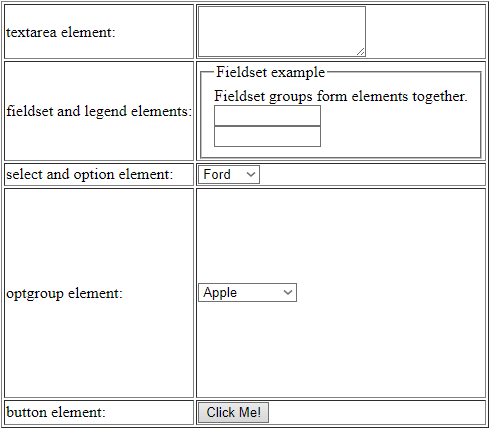 textarea element:
Fieldset example
fieldset and legend elements:
Fieldset groups form elements together.
select and option element:
Ford
optgroup element:
Apple
button element:
Click Me!